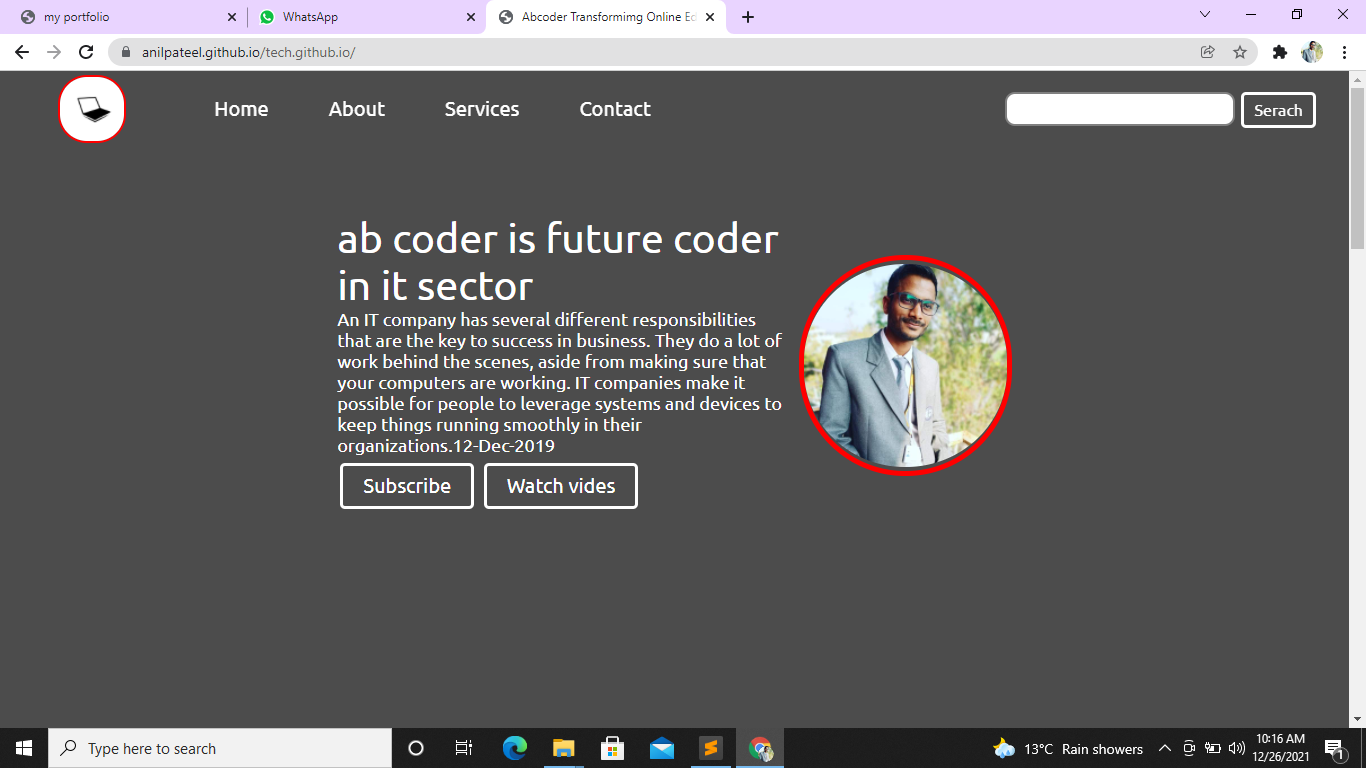 my portfolio
WhatsApp
Abcoder Transformimg Online Ed
anilpateel.github.io/tech.github.io/
Home
About
Services
Contact
Serach
ab coder is future coder
in it sector
An IT company has several different responsibilities
that are the key to success in business. They do a lot of
work behind the scenes, aside from making sure that
your computers are working. IT companies make it
possible for people to leverage systems and devices to
keep things running smoothly in their
organizations.12-Dec-2019
Subscribe
Watch vides
Type here to search
13°C Rain showers
10:16 AM
12/26/2021
1